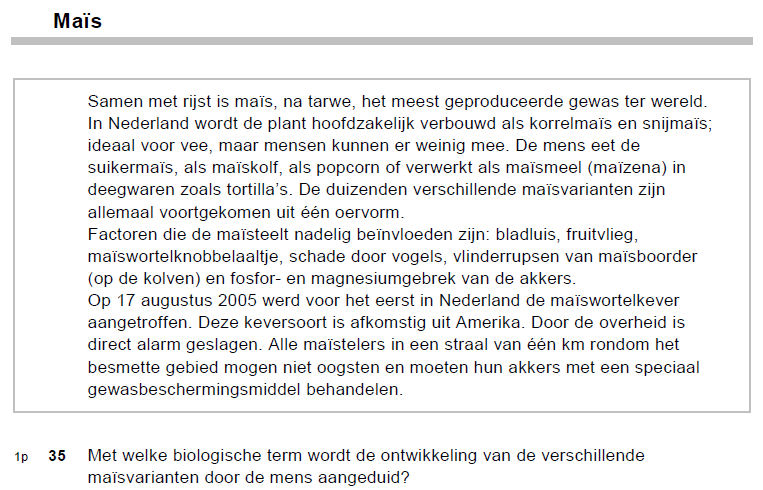 Maïs
Samen met rijst is maïs, na tarwe, het meest geproduceerde gewas ter wereld.
In Nederland wordt de plant hoofdzakelijk verbouwd als korrelmaïs en snijmaïs;
ideaal voor vee, maar mensen kunnen er weinig mee. De mens eet de
suikermaïs, als maïskolf, als popcorn of verwerkt als maïsmeel (maïzena) in
deegwaren zoals tortilla's. De duizenden verschillende maïsvarianten zijn
allemaal voortgekomen uit één oervorm.
Factoren die de maïsteelt nadelig beïnvloeden zijn: bladluis, fruitvlieg,
maïswortelknobbelaaltje, schade door vogels, vlinderrupsen van maïsboorder
(op de kolven) en fosfor- en magnesiumgebrek van de akkers.
Op 17 augustus 2005 werd voor het eerst in Nederland de maïswortelkever
aangetroffen. Deze keversoort is afkomstig uit Amerika. Door de overheid is
direct alarm geslagen. Alle maïstelers in een straal van één km rondom het
besmette gebied mogen niet oogsten en moeten hun akkers met een speciaal
gewasbeschermingsmiddel behandelen.
1p 35 Met welke biologische term wordt de ontwikkeling van de verschillende
maïsvarianten door de mens aangeduid?